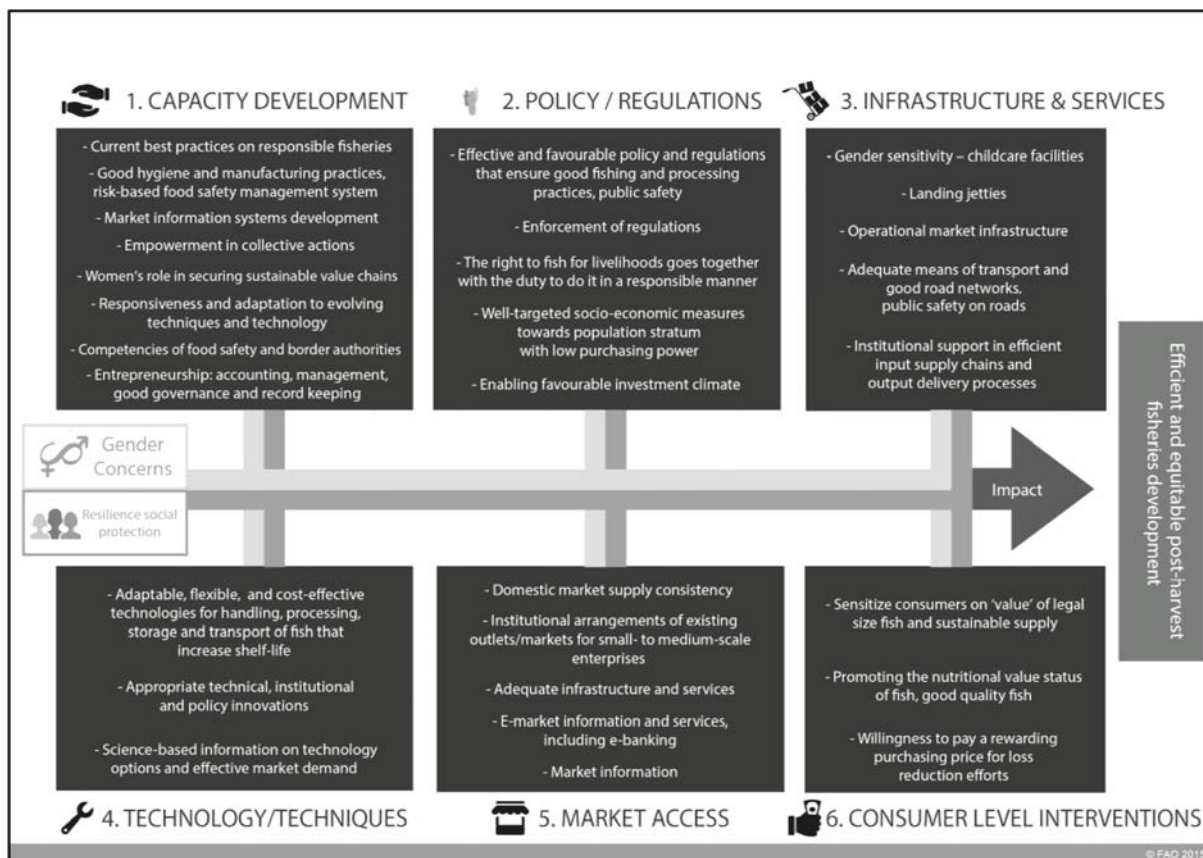 1. CAPACITY DEVELOPMENT
- Current best practices on responsible fisheries
- Good hygiene and manufacturing practices,
risk-based food safety management system
- Market information systems development
- Empowerment in collective actions
- Women's role in securing sustainable value chains
- Responsiveness and adaptation to evolving
techniques and technology
- Competencies of food safety and border authorities
- Entrepreneurship: accounting, management,
good governance and record keeping
2. POLICY / REGULATIONS
- Effective and favourable policy and regulations
that ensure good fishing and processing
practices, public safety
- Enforcement of regulations
- The right to fish for livelihoods goes together
with the duty to do it in a responsible manner
- Well-targeted socio-economic measures
towards population stratum
with low purchasing power
- Enabling favourable investment climate
3. INFRASTRUCTURE & SERVICES
- Gender sensitivity – childcare facilities
- Landing jetties
- Operational market infrastructure
- Adequate means of transport and
good road networks,
public safety on roads
- Institutional support in efficient
input supply chains and
output delivery processes
Gender
Concerns
Resilience social
protection
Impact
Efficient and equitable post-harvest
fisheries development
- Adaptable, flexible, and cost-effective
technologies for handling, processing,
storage and transport of fish that
increase shelf-life
- Appropriate technical, institutional
and policy innovations
- Science-based information on technology
options and effective market demand
4. TECHNOLOGY/TECHNIQUES
- Domestic market supply consistency
- Institutional arrangements of existing
outlets/markets for small- to medium-scale
enterprises
- Adequate infrastructure and services
- E-market information and services,
including e-banking
- Market information
5. MARKET ACCESS
- Sensitize consumers on 'value' of legal
size fish and sustainable supply
- Promoting the nutritional value status
of fish, good quality fish
- Willingness to pay a rewarding
purchasing price for loss
reduction efforts
6. CONSUMER LEVEL INTERVENTIONS
© FAO